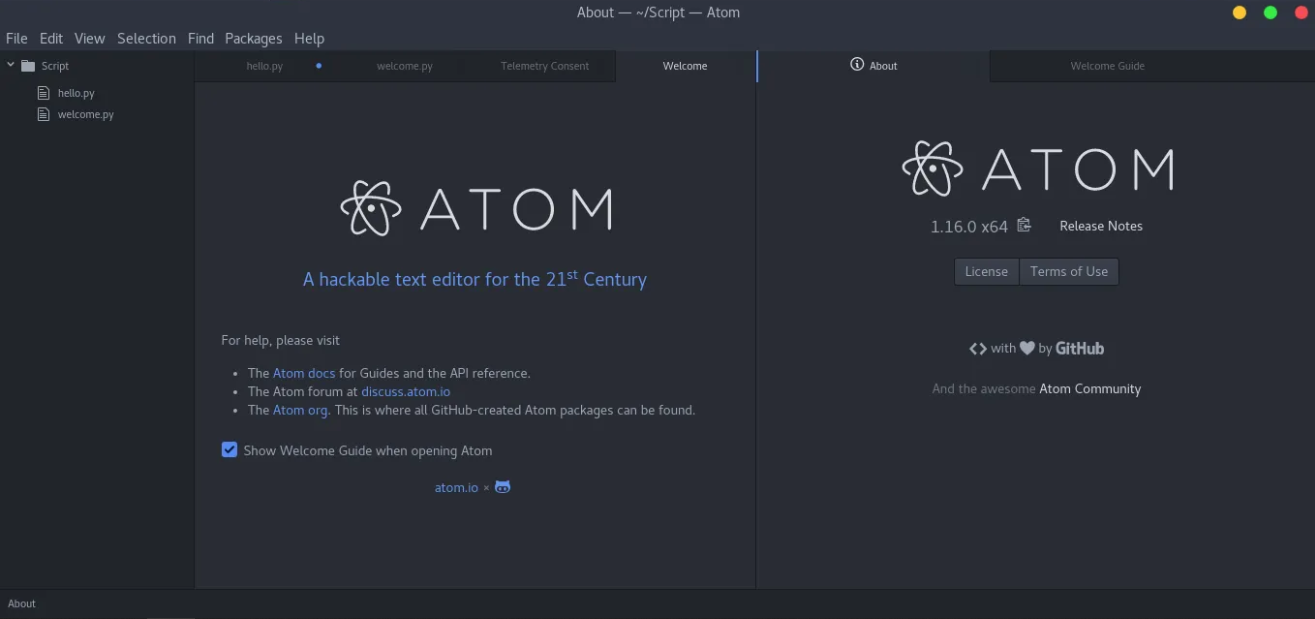 About — ~/Script — Atom
File Edit View Selection Find Packages Help
Script
hello.py
welcome.py
hello.py welcome.py Telemetry Consent Welcome
ATOM
A hackable text editor for the 21st Century
For help, please visit
• The Atom docs for Guides and the API reference.
• The Atom forum at discuss.atom.io
• The Atom org. This is where all GitHub-created Atom packages can be found.
Show Welcome Guide when opening Atom
atom.io ×
About Welcome Guide
ATOM
1.16.0 x64 Release Notes
License Terms of Use
<> with by GitHub
And the awesome Atom Community
About